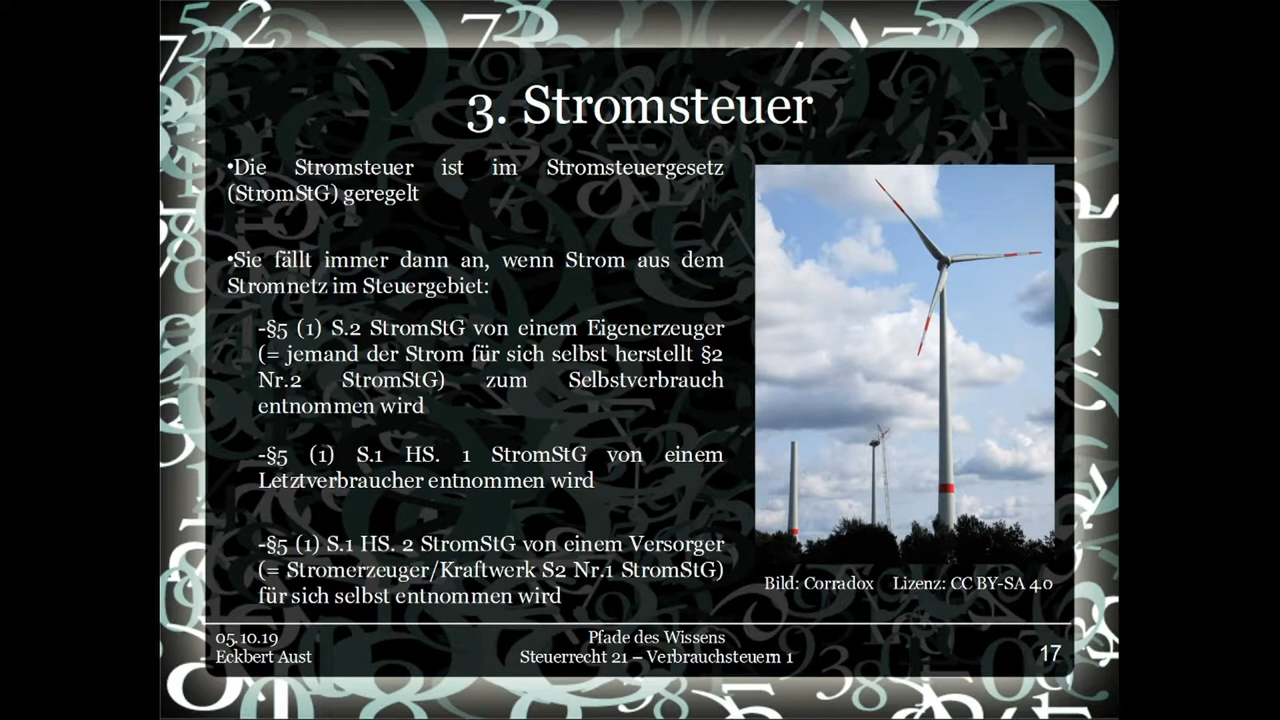 3. Stromsteuer
•Die Stromsteuer ist im Stromsteuergesetz
(StromStG) geregelt
•Sie fällt immer dann an, wenn Strom aus dem
Stromnetz im Steuergebiet:
-§5 (1) S.2 StromStG von einem Eigenerzeuger
(= jemand der Strom für sich selbst herstellt §2
Nr.2 StromStG) zum Selbstverbrauch
entnommen wird
-§5 (1) S.1 HS. 1 StromStG von einem
Letztverbraucher entnommen wird
-§5 (1) S.1 HS. 2 StromStG von einem Versorger
(= Stromerzeuger/Kraftwerk S2 Nr.1 StromStG)
für sich selbst entnommen wird
Bild: Corradox Lizenz: CC BY-SA 4.0
05.10.19
Eckbert Aust
Pfade des Wissens
Steuerrecht 21 – Verbrauchsteuern 1
17